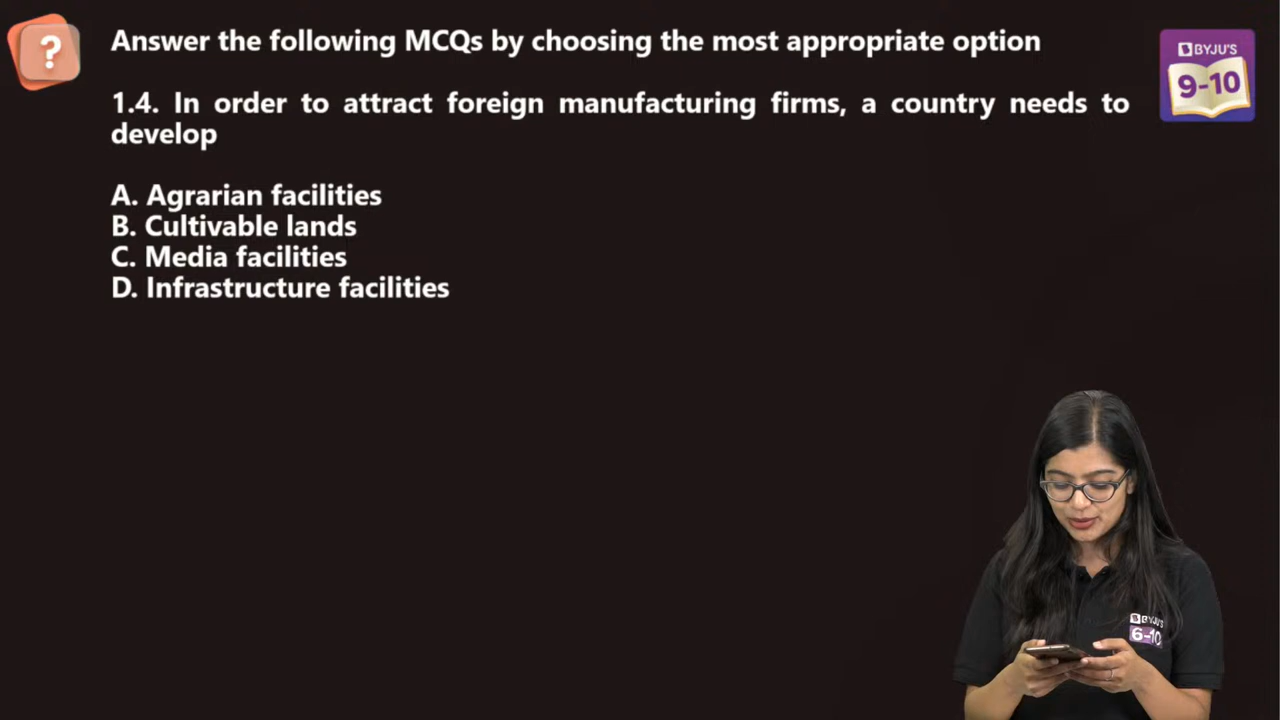 ?
Answer the following MCQs by choosing the most appropriate option
BYJU'S
9-10
1.4. In order to attract foreign manufacturing firms, a country needs to
develop
A. Agrarian facilities
B. Cultivable lands
C. Media facilities
D. Infrastructure facilities
BYJU'S
6-10